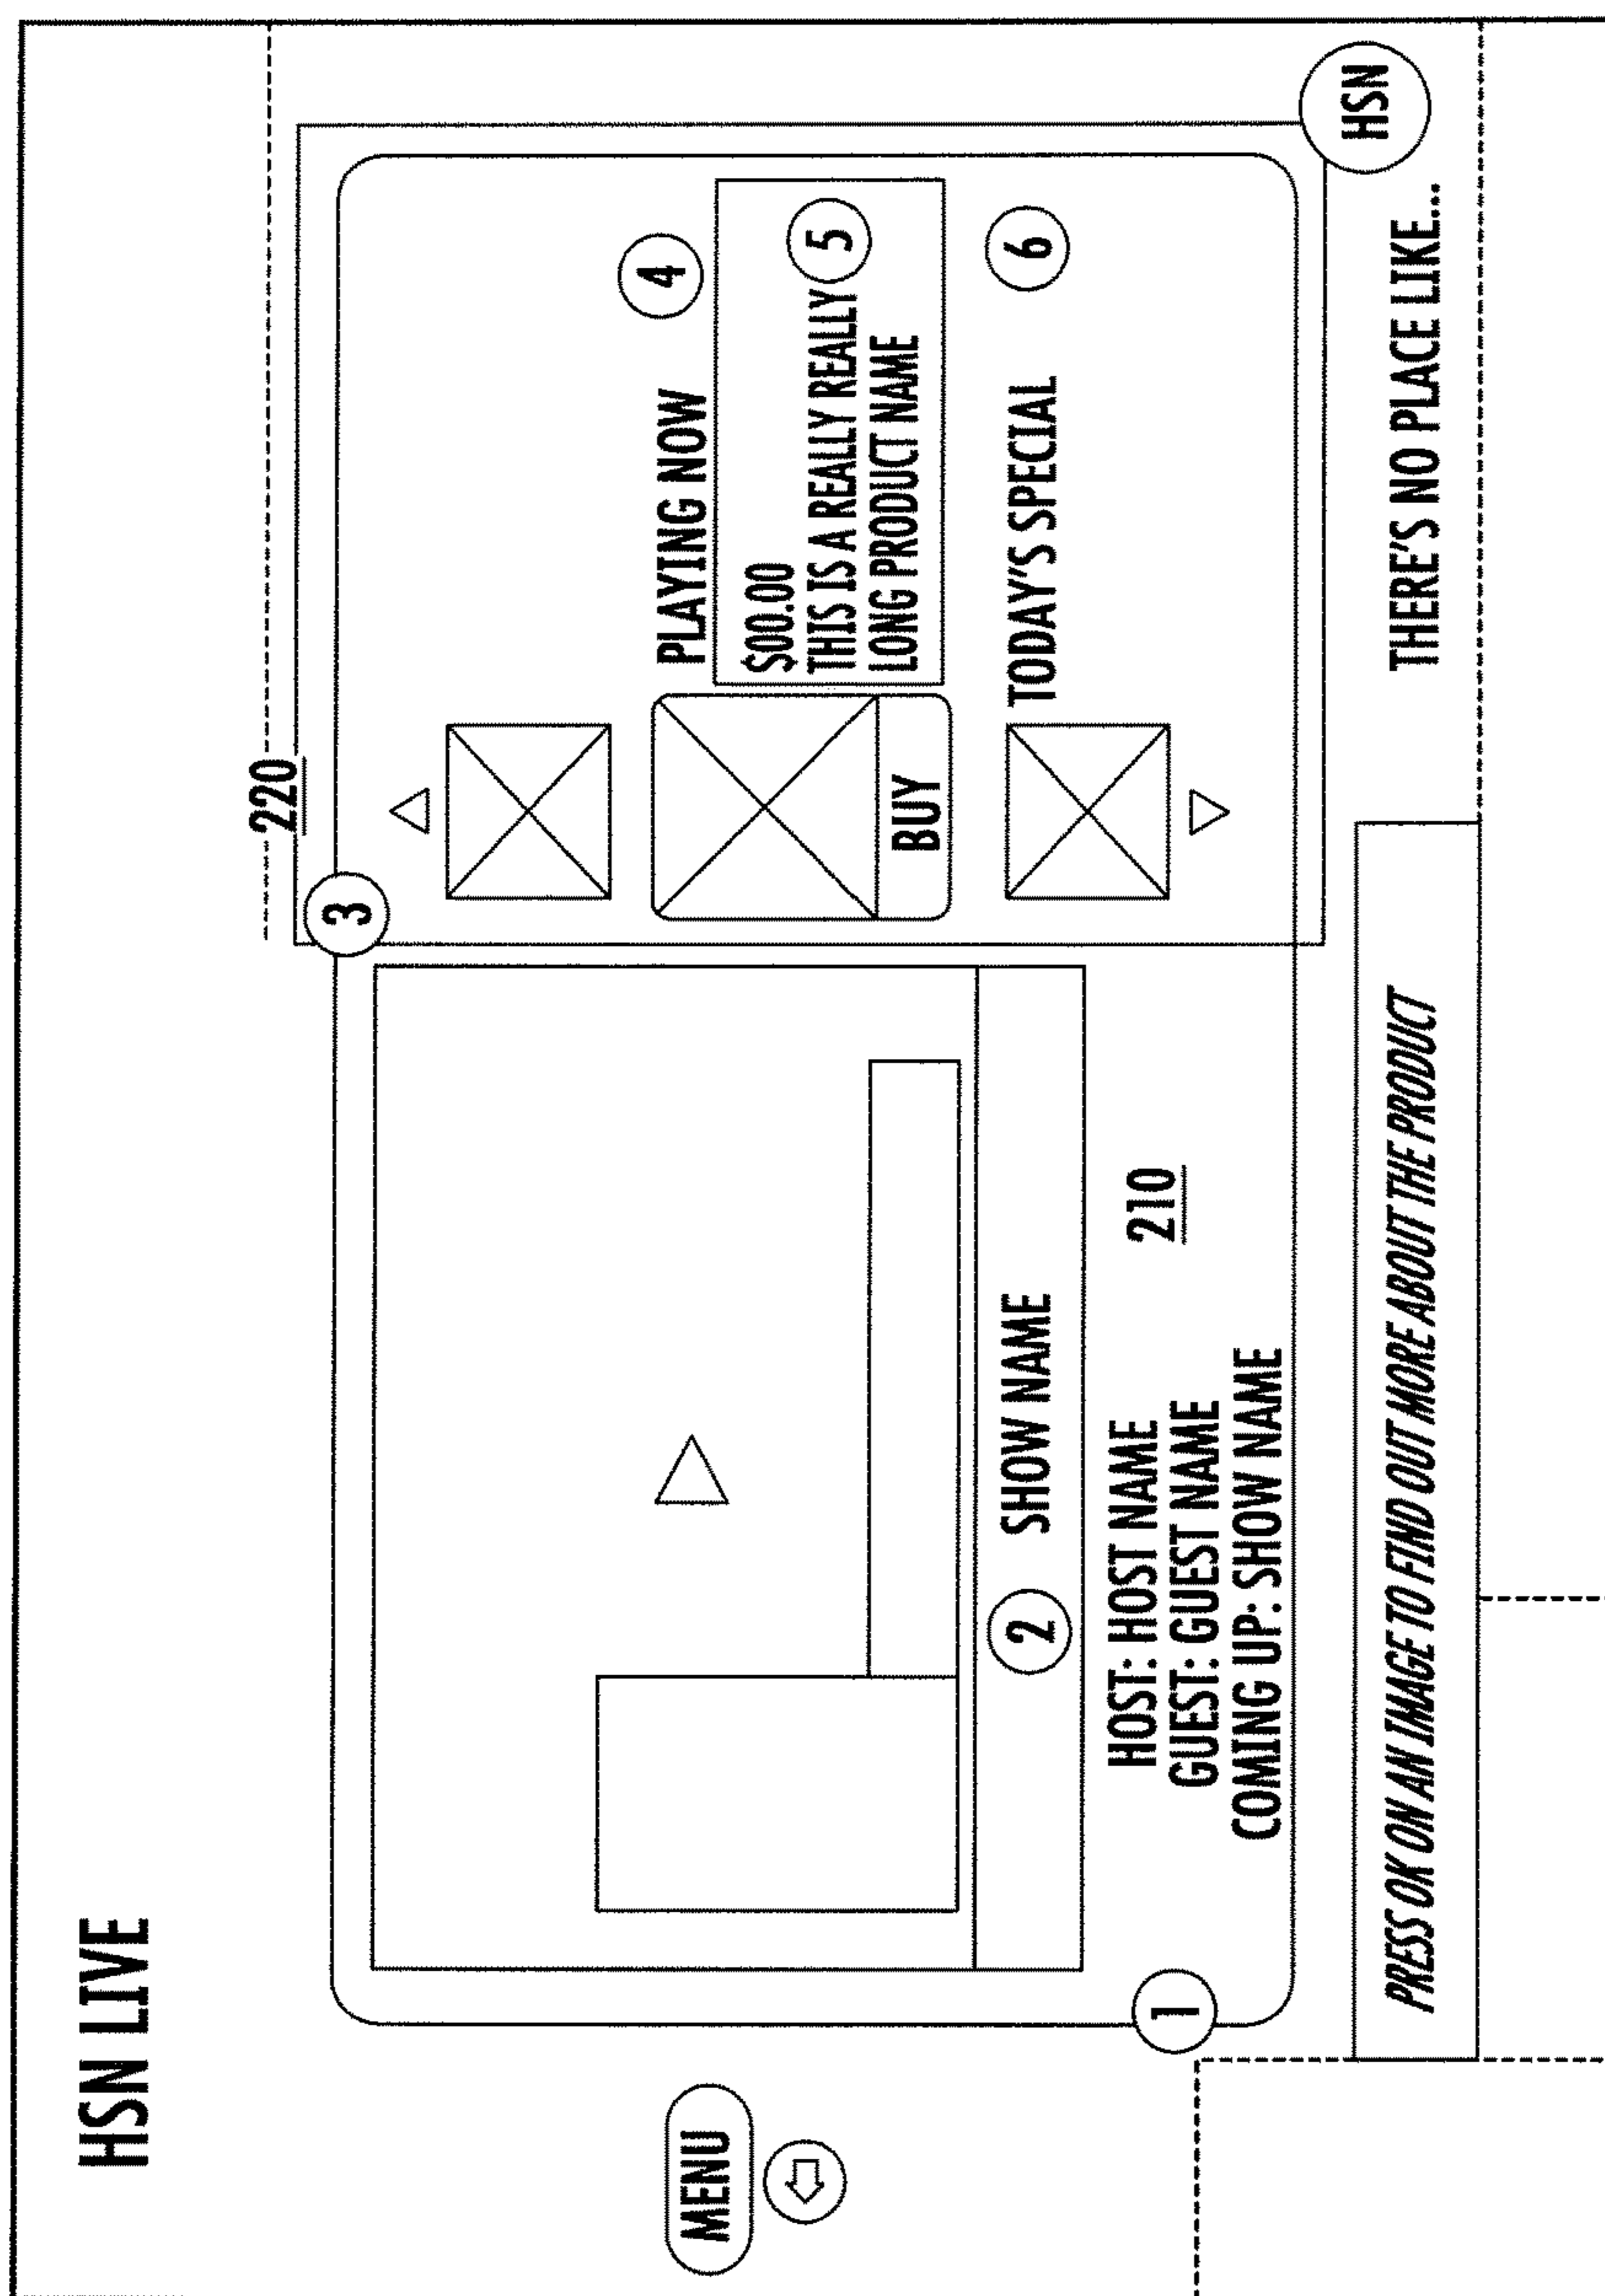 HSN LIVE
220
3
MENU
PLAYING NOW
4
$00.00
THIS IS A REALLY REALLY
5
LONG PRODUCT NAME
BUY
2
SHOW NAME
TODAY'S SPECIAL
6
HOST: HOST NAME
GUEST: GUEST NAME
COMING UP: SHOW NAME
210
1
PRESS OK ON AN IMAGE TO FIND OUT MORE ABOUT THE PRODUCT
THERE'S NO PLACE LIKE...
HSN